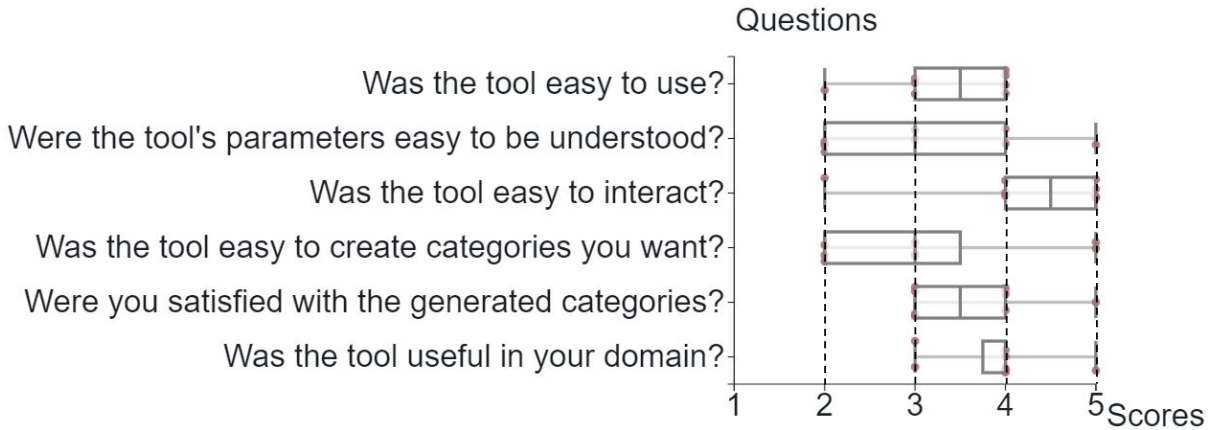 Questions
Was the tool easy to use?
Were the tool's parameters easy to be understood?
Was the tool easy to interact?
Was the tool easy to create categories you want?
Were you satisfied with the generated categories?
Was the tool useful in your domain?
1 2 3 4 5 Scores